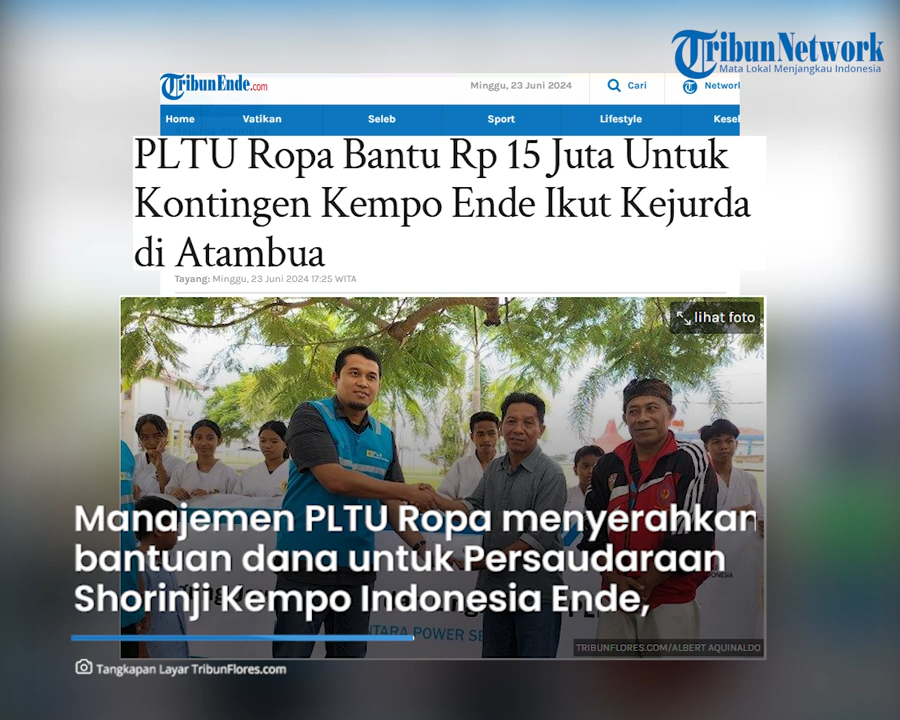 TribunNetwork
Mata Lokal Menjangkau Indonesia
TribunEnde.com
Minggu, 23 Juni 2024
Cari
Network
Home Vatikan Seleb Sport Lifestyle Kesel
PLTU Ropa Bantu Rp 15 Juta Untuk
Kontingen Kempo Ende Ikut Kejurda
di Atambua
Tayang: Minggu, 23 Juni 2024 17:25 WITA
lihat foto
Manajemen PLTU Ropa menyerahkan
bantuan dana untuk Persaudaraan
Shorinji Kempo Indonesia Ende,
TRIBUNFLORES.COM/ALBERT AQUINALDO
Tangkapan Layar TribunFlores.com